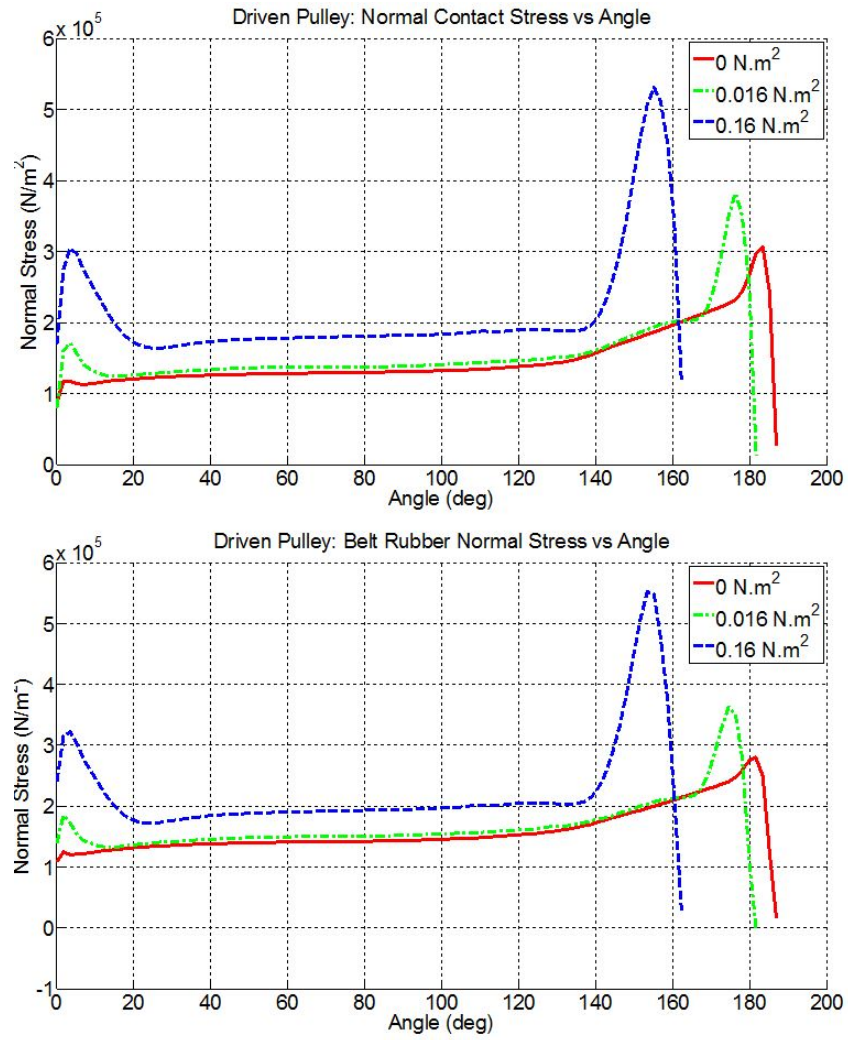 Driven Pulley: Normal Contact Stress vs Angle
6 x 10^5
5
4
3
2
1
0
Normal Stress (N/m^2)
0 N.m^2
0.016 N.m^2
0.16 N.m^2
0 20 40 60 80 100 120 140 160 180 200
Angle (deg)
Driven Pulley: Belt Rubber Normal Stress vs Angle
6 x 10^5
5
4
3
2
1
0
-1
Normal Stress (N/m^2)
0 N.m^2
0.016 N.m^2
0.16 N.m^2
0 20 40 60 80 100 120 140 160 180 200
Angle (deg)